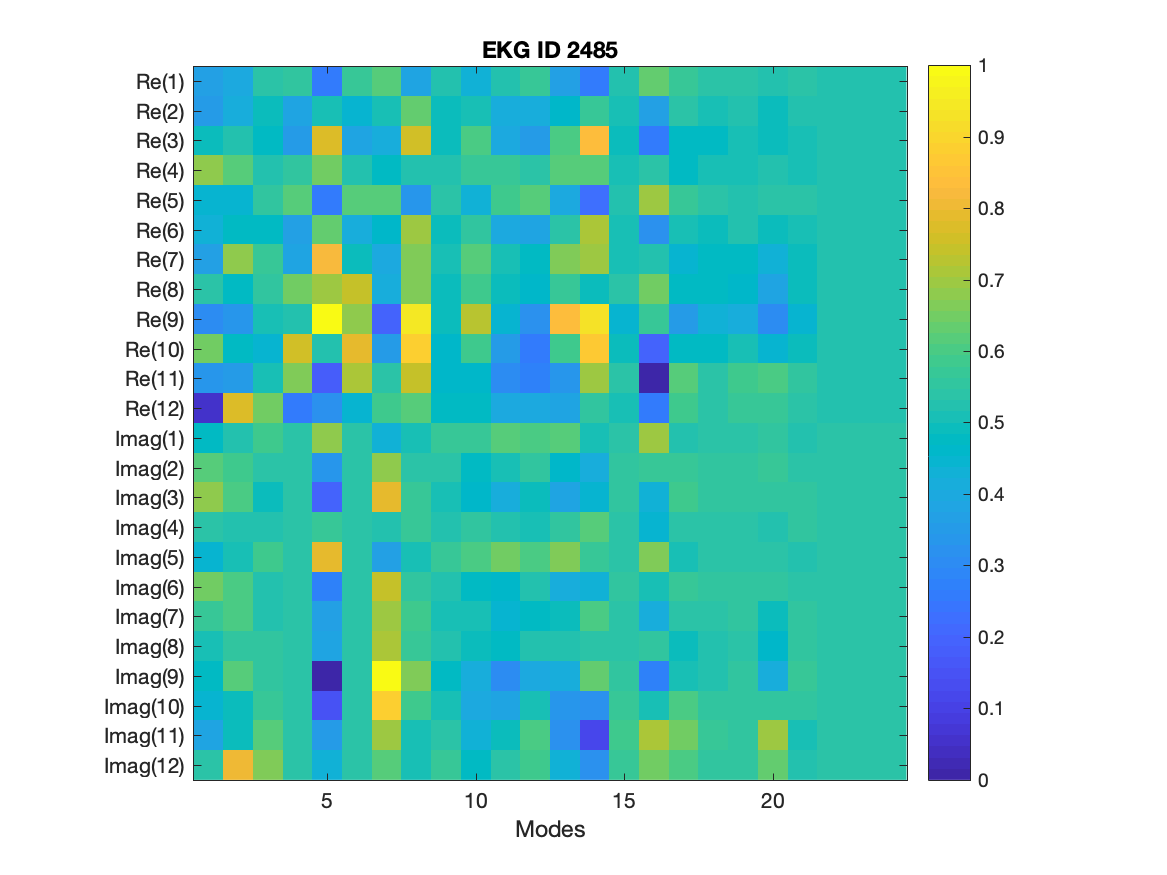 EKG ID 2485
Re(1)
Re(2)
Re(3)
Re(4)
Re(5)
Re(6)
Re(7)
Re(8)
Re(9)
Re(10)
Re(11)
Re(12)
Imag(1)
Imag(2)
Imag(3)
Imag(4)
Imag(5)
Imag(6)
Imag(7)
Imag(8)
Imag(9)
Imag(10)
Imag(11)
Imag(12)
5 10 15 20
Modes
1
0.9
0.8
0.7
0.6
0.5
0.4
0.3
0.2
0.1
0